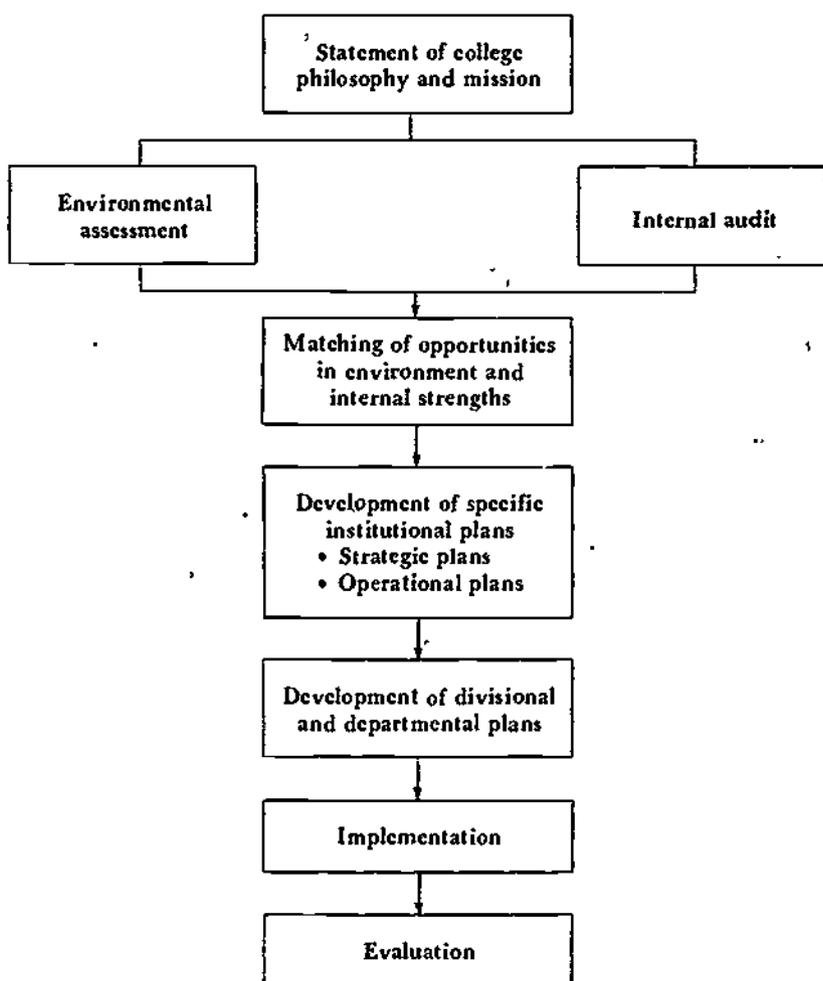 Statement of college
philosophy and mission
Environmental
assessment
Internal audit
Matching of opportunities
in environment and
internal strengths
Development of specific
institutional plans
• Strategic plans
• Operational plans
Development of divisional
and departmental plans
Implementation
Evaluation